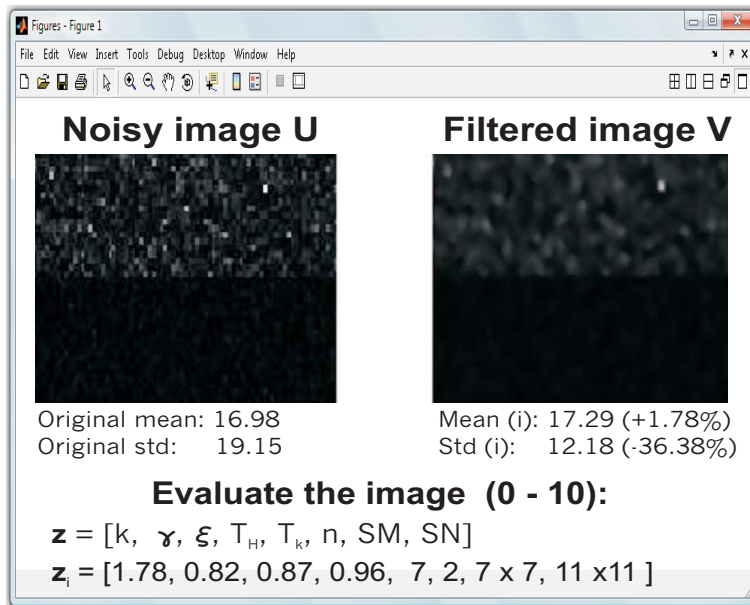 Figures - Figure 1
File Edit View Insert Tools Debug Desktop Window Help
Noisy image U
Filtered image V
Original mean: 16.98
Original std: 19.15
Mean (i): 17.29 (+1.78%)
Std (i): 12.18 (-36.38%)
Evaluate the image (0 - 10):
z = [k, γ, ξ, T_H, T_k, n, SM, SN]
z_i = [1.78, 0.82, 0.87, 0.96, 7, 2, 7 x 7, 11 x11 ]